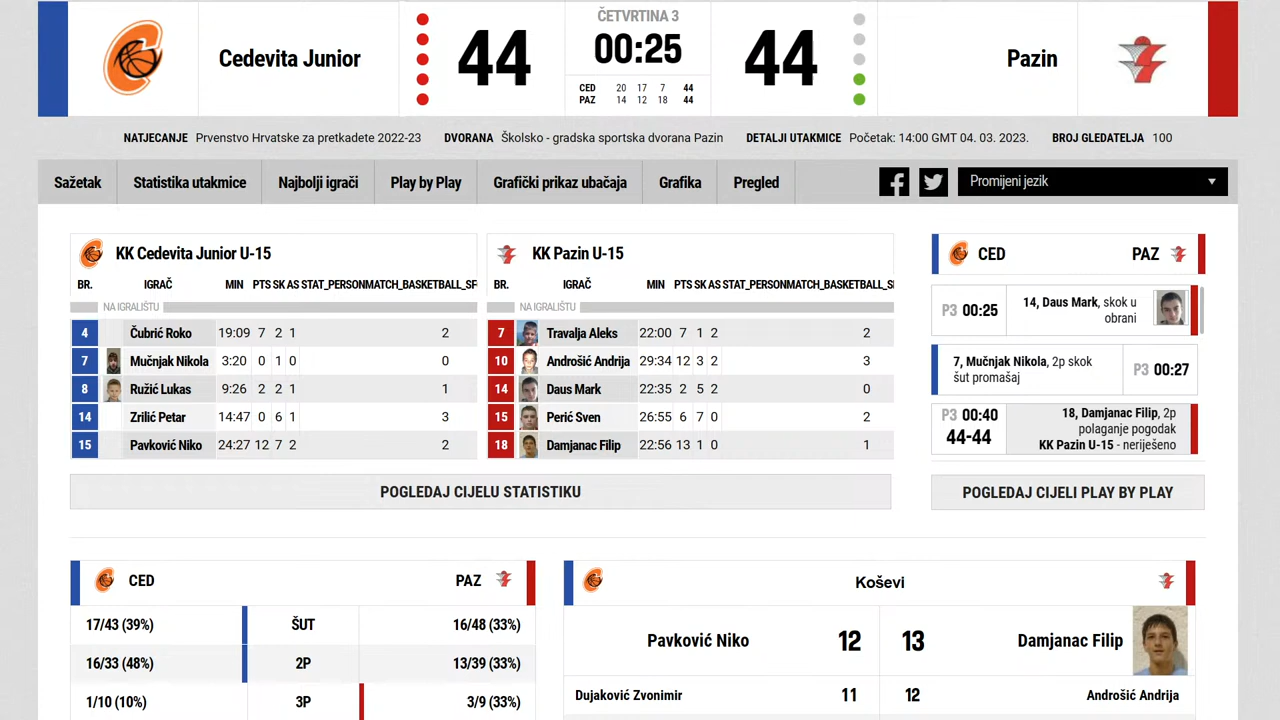 ČETVRTINA 3
Cedevita Junior 44 00:25 44 Pazin
CED 20 17 7 44
PAZ 14 12 18 44
NATJECANJE Prvenstvo Hrvatske za pretkadete 2022-23 DVORANA Školsko - gradska sportska dvorana Pazin DETALJI UTAKMICE Početak: 14:00 GMT 04. 03. 2023. BROJ GLEDATELJA 100
Sažetak Statistika utakmice Najbolji igrači Play by Play Grafički prikaz ubačaja Grafika Pregled Promijeni jezik
KK Cedevita Junior U-15
BR. IGRAČ MIN PTS SK AS STAT_PERSONMATCH_BASKETBALL_SF
NA IGRALIŠTU
4 Čubrić Roko 19:09 7 2 1 2
7 Mučnjak Nikola 3:20 0 1 0 0
8 Ružić Lukas 9:26 2 2 1 1
14 Zrilić Petar 14:47 0 6 1 3
15 Pavković Niko 24:27 12 7 2 2
KK Pazin U-15
BR. IGRAČ MIN PTS SK AS STAT_PERSONMATCH_BASKETBALL_SF
NA IGRALIŠTU
7 Travalja Aleks 22:00 7 1 2 2
10 Androšić Andrija 29:34 12 3 2 3
14 Daus Mark 22:35 2 5 2 0
15 Perić Sven 26:55 6 7 0 2
18 Damjanac Filip 22:56 13 1 0 1
POGLEDAJ CIJELU STATISTIKU
CED PAZ
P3 00:25 14, Daus Mark, skok u
obrani
7, Mučnjak Nikola, 2p skok
šut promašaj
P3 00:27
P3 00:40
44-44
18, Damjanac Filip, 2p
polaganje pogodak
KK Pazin U-15 - neriješeno
POGLEDAJ CIJELI PLAY BY PLAY
CED PAZ
17/43 (39%) ŠUT 16/48 (33%)
16/33 (48%) 2P 13/39 (33%)
1/10 (10%) 3P 3/9 (33%)
Koševi
Pavković Niko 12 13 Damjanac Filip
Dujaković Zvonimir 11 12 Androšić Andrija